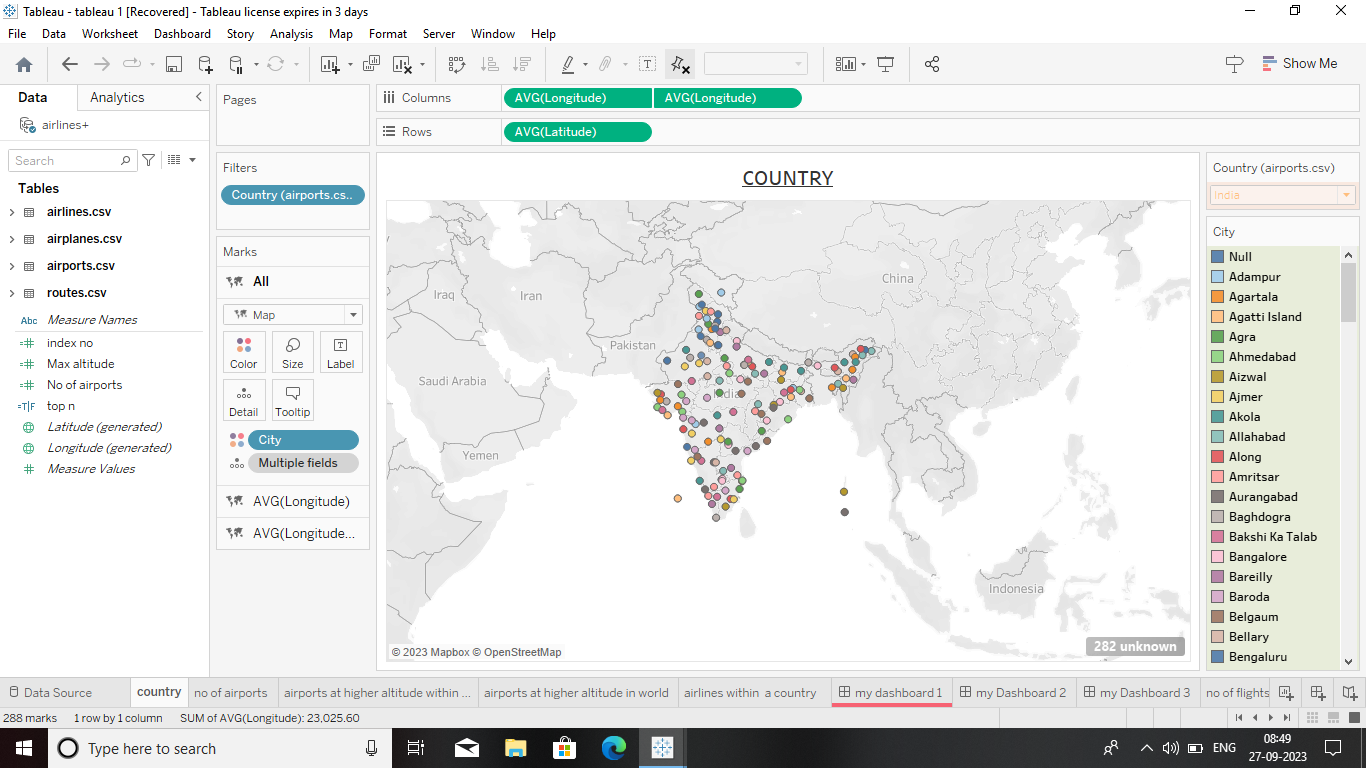 Tableau - tableau 1 [Recovered] - Tableau license expires in 3 days
File Data Worksheet Dashboard Story Analysis Map Format Server Window Help
Show Me
Data Analytics
airlines+
Search
Tables
airlines.csv
airplanes.csv
airports.csv
routes.csv
Abc Measure Names
index no
Max altitude
No of airports
=T|F top n
Latitude (generated)
Longitude (generated)
Measure Values
Pages
Filters
Country (airports.cs..
Marks
All
Map
Color Size Label
Detail Tooltip
City
Multiple fields
AVG(Longitude)
AVG(Longitude...
Columns AVG(Longitude) AVG(Longitude)
Rows AVG(Latitude)
COUNTRY
China
Iraq
Iran
Pakistan
Saudi Arabia
India
Yemen
Indonesia
282 unknown
© 2023 Mapbox © OpenStreetMap
Country (airports.csv)
India
City
Null
Adampur
Agartala
Agatti Island
Agra
Ahmedabad
Aizwal
Ajmer
Akola
Allahabad
Along
Amritsar
Aurangabad
Baghdogra
Bakshi Ka Talab
Bangalore
Bareilly
Baroda
Belgaum
Bellary
Bengaluru
Data Source country no of airports airports at higher altitude within ... airports at higher altitude in world airlines within a country my dashboard 1 my Dashboard 2 my Dashboard 3 no of flights
288 marks 1 row by 1 column SUM of AVG(Longitude): 23,025.60
Type here to search
ENG
08:49
27-09-2023